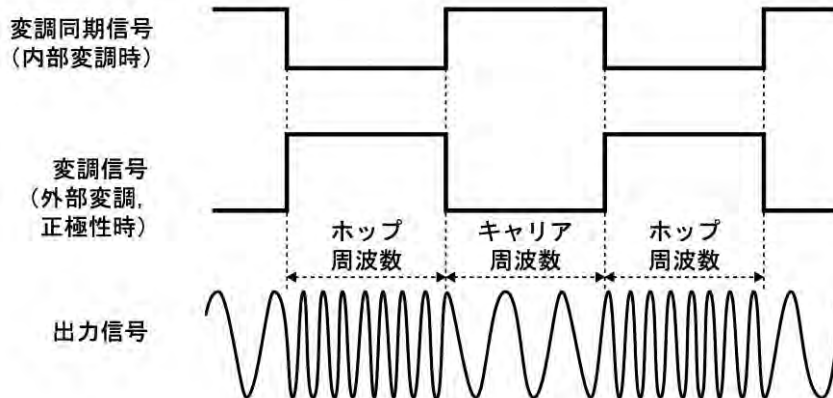 変調同期信号
（内部変調時）
変調信号
（外部変調，
正極性時）
ホップ
周波数
キャリア
周波数
ホップ
周波数
出力信号